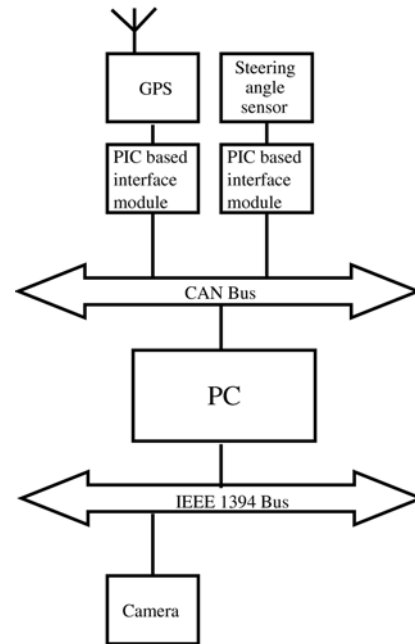 GPS
Steering
angle
sensor
PIC based
interface
module
PIC based
interface
module
CAN Bus
PC
IEEE 1394 Bus
Camera